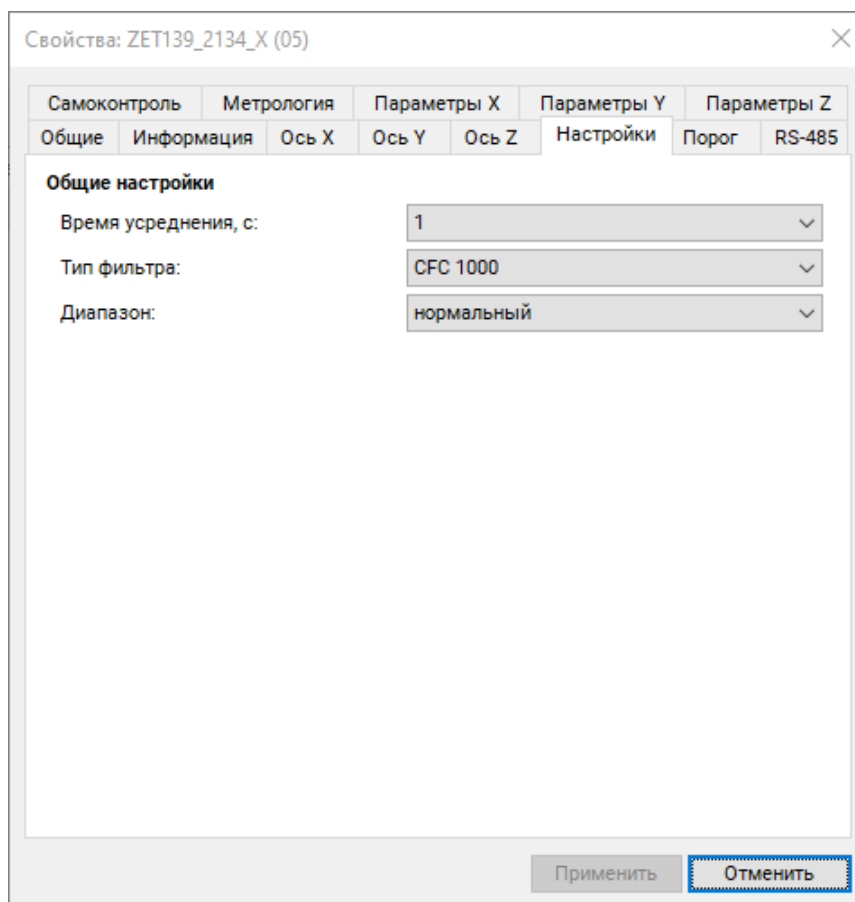 Свойства: ZET139_2134_X (05)
Самоконтроль Метрология Параметры X Параметры Y Параметры Z
Общие Информация Ось X Ось Y Ось Z Настройки Порог RS-485
Общие настройки
Время усреднения, с: 1
Тип фильтра: CFC 1000
Диапазон: нормальный
Применить Отменить